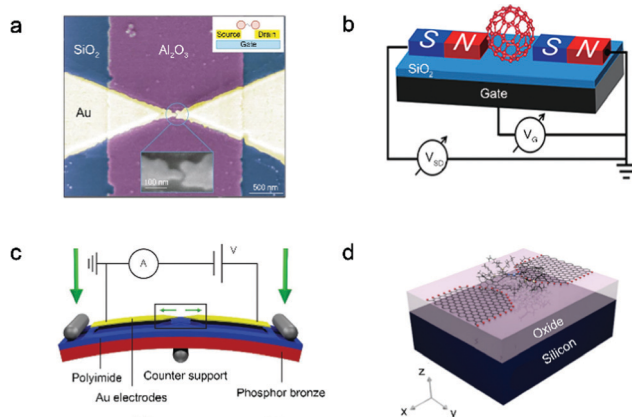 a
SiO2
Al2O3
Source
Drain
Gate
Au
100 nm
500 nm
b
S N
S N
SiO2
Gate
VG
VSD
c
A
V
Polyimide
Counter support
Au electrodes
Phosphor bronze
d
Oxide
Silicon
z
x
y